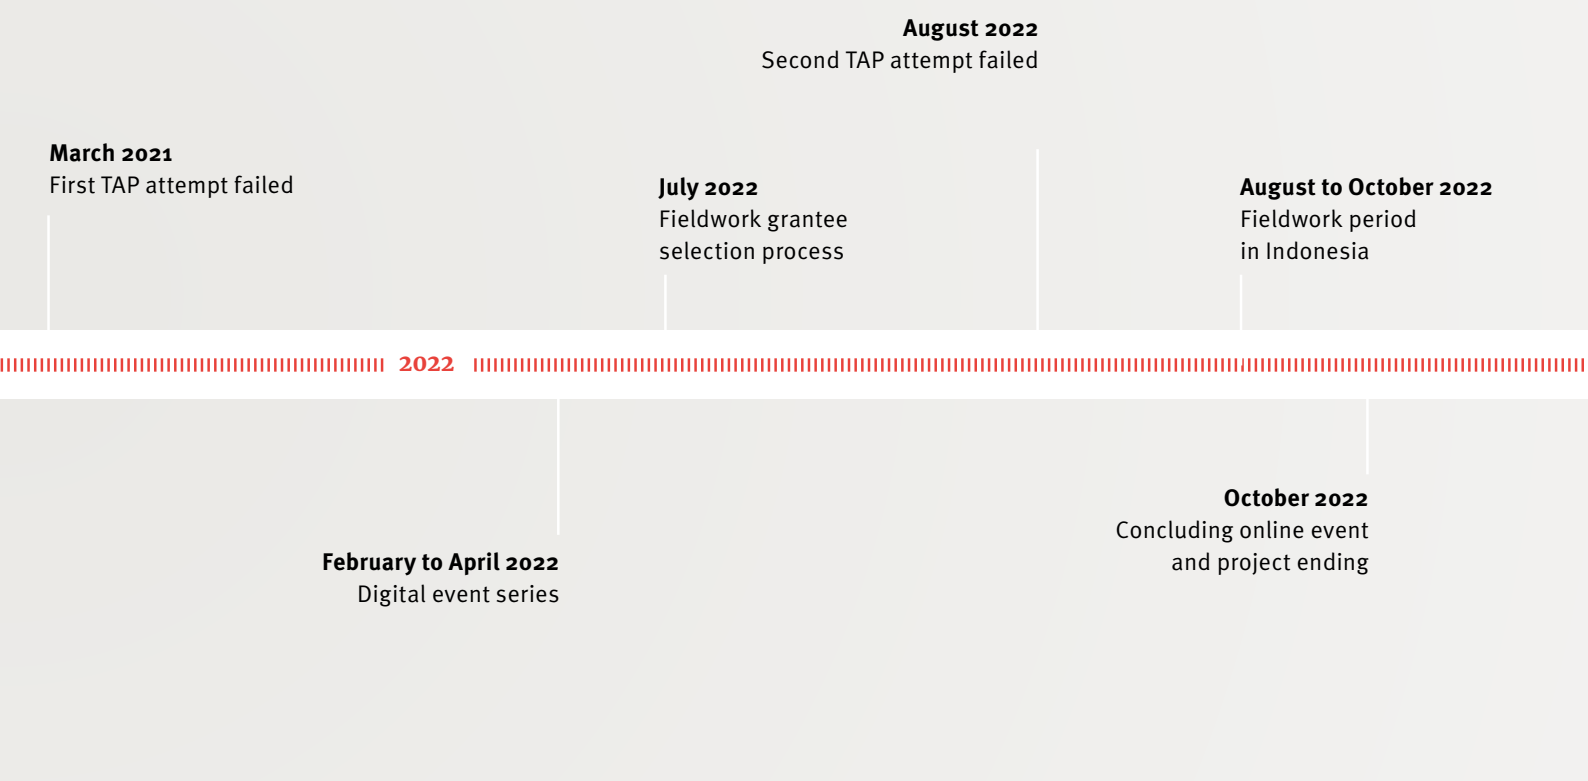 August 2022
Second TAP attempt failed
March 2021
First TAP attempt failed
July 2022
Fieldwork grantee
selection process
August to October 2022
Fieldwork period
in Indonesia
2022
October 2022
Concluding online event
and project ending
February to April 2022
Digital event series